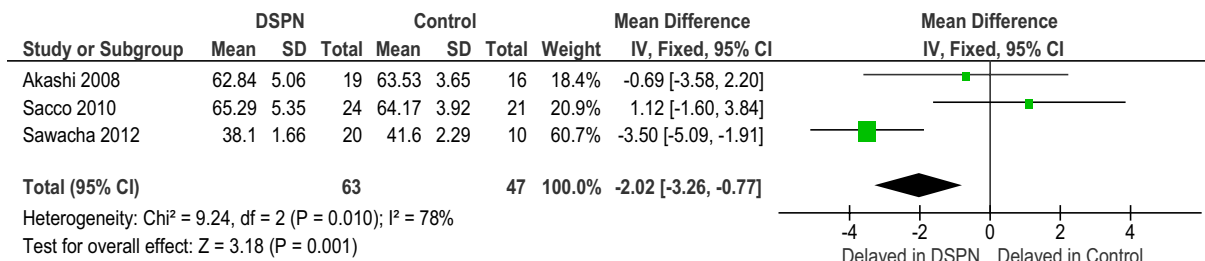 DSPN Control Mean Difference Mean Difference
Study or Subgroup Mean SD Total Mean SD Total Weight IV, Fixed, 95% CI IV, Fixed, 95% CI
Akashi 2008 62.84 5.06 19 63.53 3.65 16 18.4% -0.69 [-3.58, 2.20]
Sacco 2010 65.29 5.35 24 64.17 3.92 21 20.9% 1.12 [-1.60, 3.84]
Sawacha 2012 38.1 1.66 20 41.6 2.29 10 60.7% -3.50 [-5.09, -1.91]
Total (95% CI) 63 47 100.0% -2.02 [-3.26, -0.77]
Heterogeneity: Chi² = 9.24, df = 2 (P = 0.010); I² = 78%
Test for overall effect: Z = 3.18 (P = 0.001)
-4 -2 0 2 4
Delayed in DSPN Delayed in Control